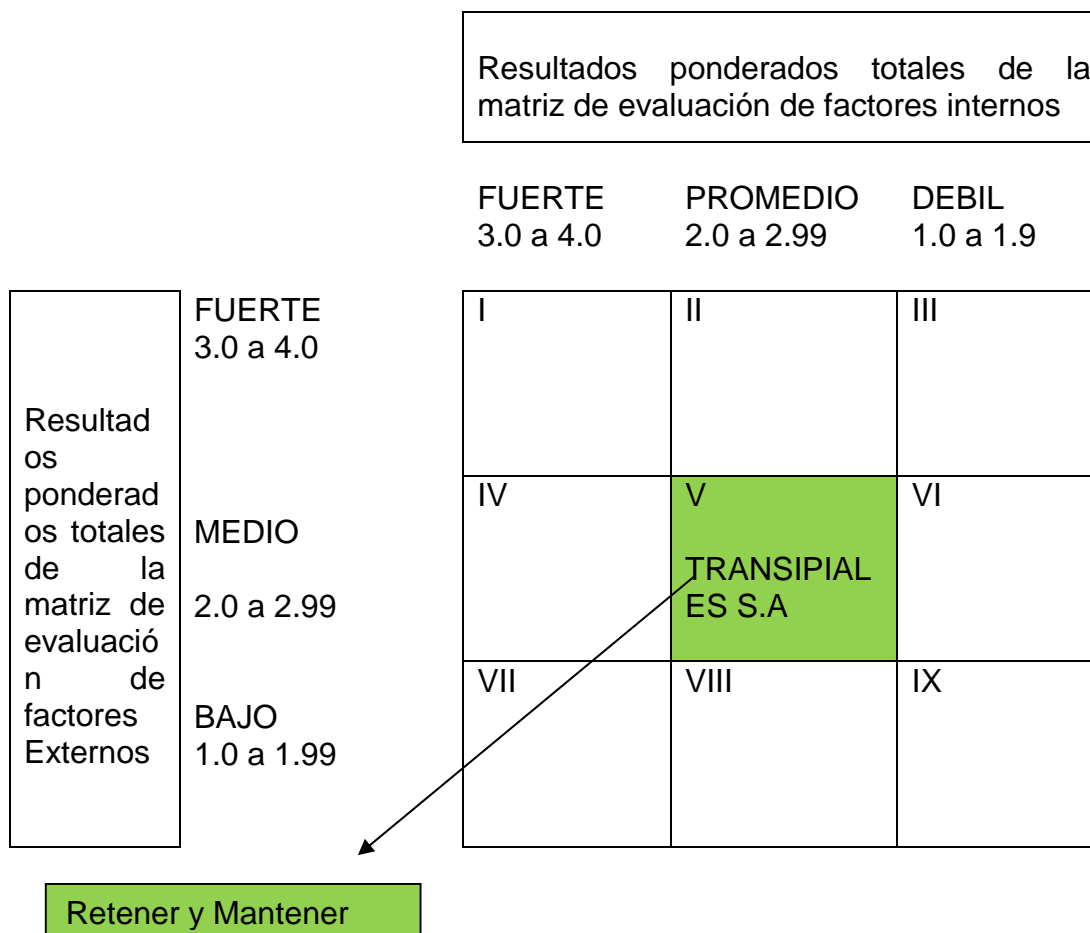 Resultados ponderados totales de la
matriz de evaluación de factores internos
FUERTE
3.0 a 4.0
PROMEDIO
2.0 a 2.99
DEBIL
1.0 a 1.9
Resultad
os
ponderad
os totales
de la
matriz de
evaluació
n de
factores
Externos
FUERTE
3.0 a 4.0
I
II
III
MEDIO
2.0 a 2.99
IV
V
TRANSIPIAL
ES S.A
VI
BAJO
1.0 a 1.99
VII
VIII
IX
Retener y Mantener